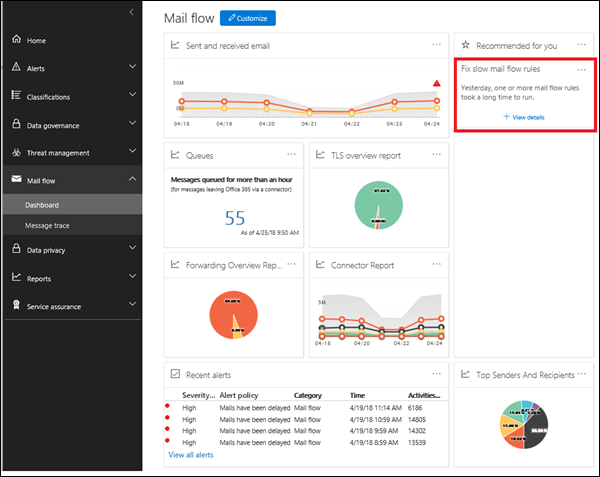 Mail flow
Customize
Home
Alerts
Classifications
Data governance
Threat management
Mail flow
Dashboard
Message trace
Data privacy
Reports
Service assurance
Sent and received email
50M
0M
04/18 04/19 04/20 04/21 04/22 04/23 04/24
Recommended for you
Fix slow mail flow rules
Yesterday, one or more mail flow rules
took a long time to run.
+ View details
Queues
Messages queued for more than an hour
(for messages leaving Office 365 via a connector)
55
As of 4/25/18 9:50 AM
TLS overview report
Forwarding Overview Rep...
Connector Report
5M
04/18 04/20 04/22 04/24
Recent alerts
Severity... Alert policy Category Time Activities...
High Mails have been delayed Mail flow 4/19/18 11:14 AM 6186
High Mails have been delayed Mail flow 4/19/18 10:59 AM 14805
High Mails have been delayed Mail flow 4/19/18 9:59 AM 14302
High Mails have been delayed Mail flow 4/19/18 8:59 AM 13539
View all alerts
Top Senders And Recipients